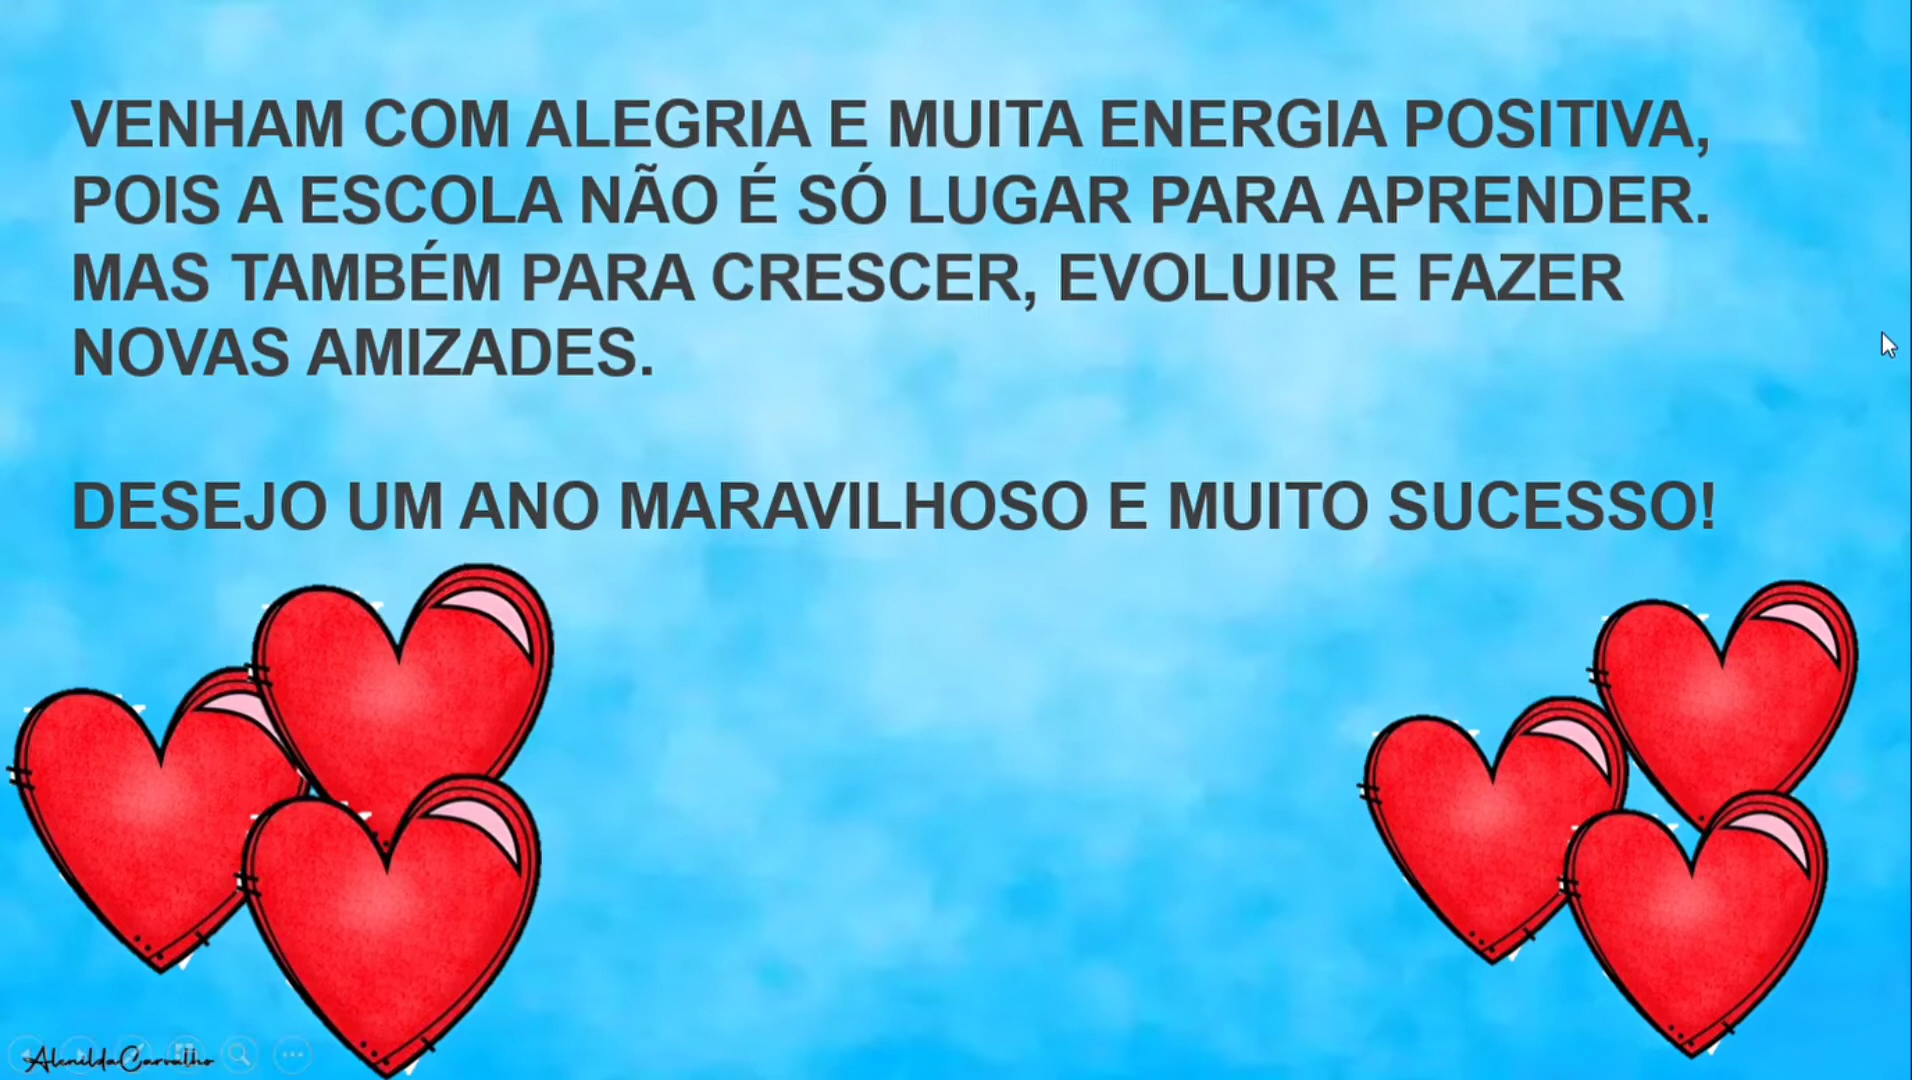 VENHAM COM ALEGRIA E MUITA ENERGIA POSITIVA,
POIS A ESCOLA NÃO É SÓ LUGAR PARA APRENDER.
MAS TAMBÉM PARA CRESCER, EVOLUIR E FAZER
NOVAS AMIZADES.
DESEJO UM ANO MARAVILHOSO E MUITO SUCESSO!
AlenildaCarvalho